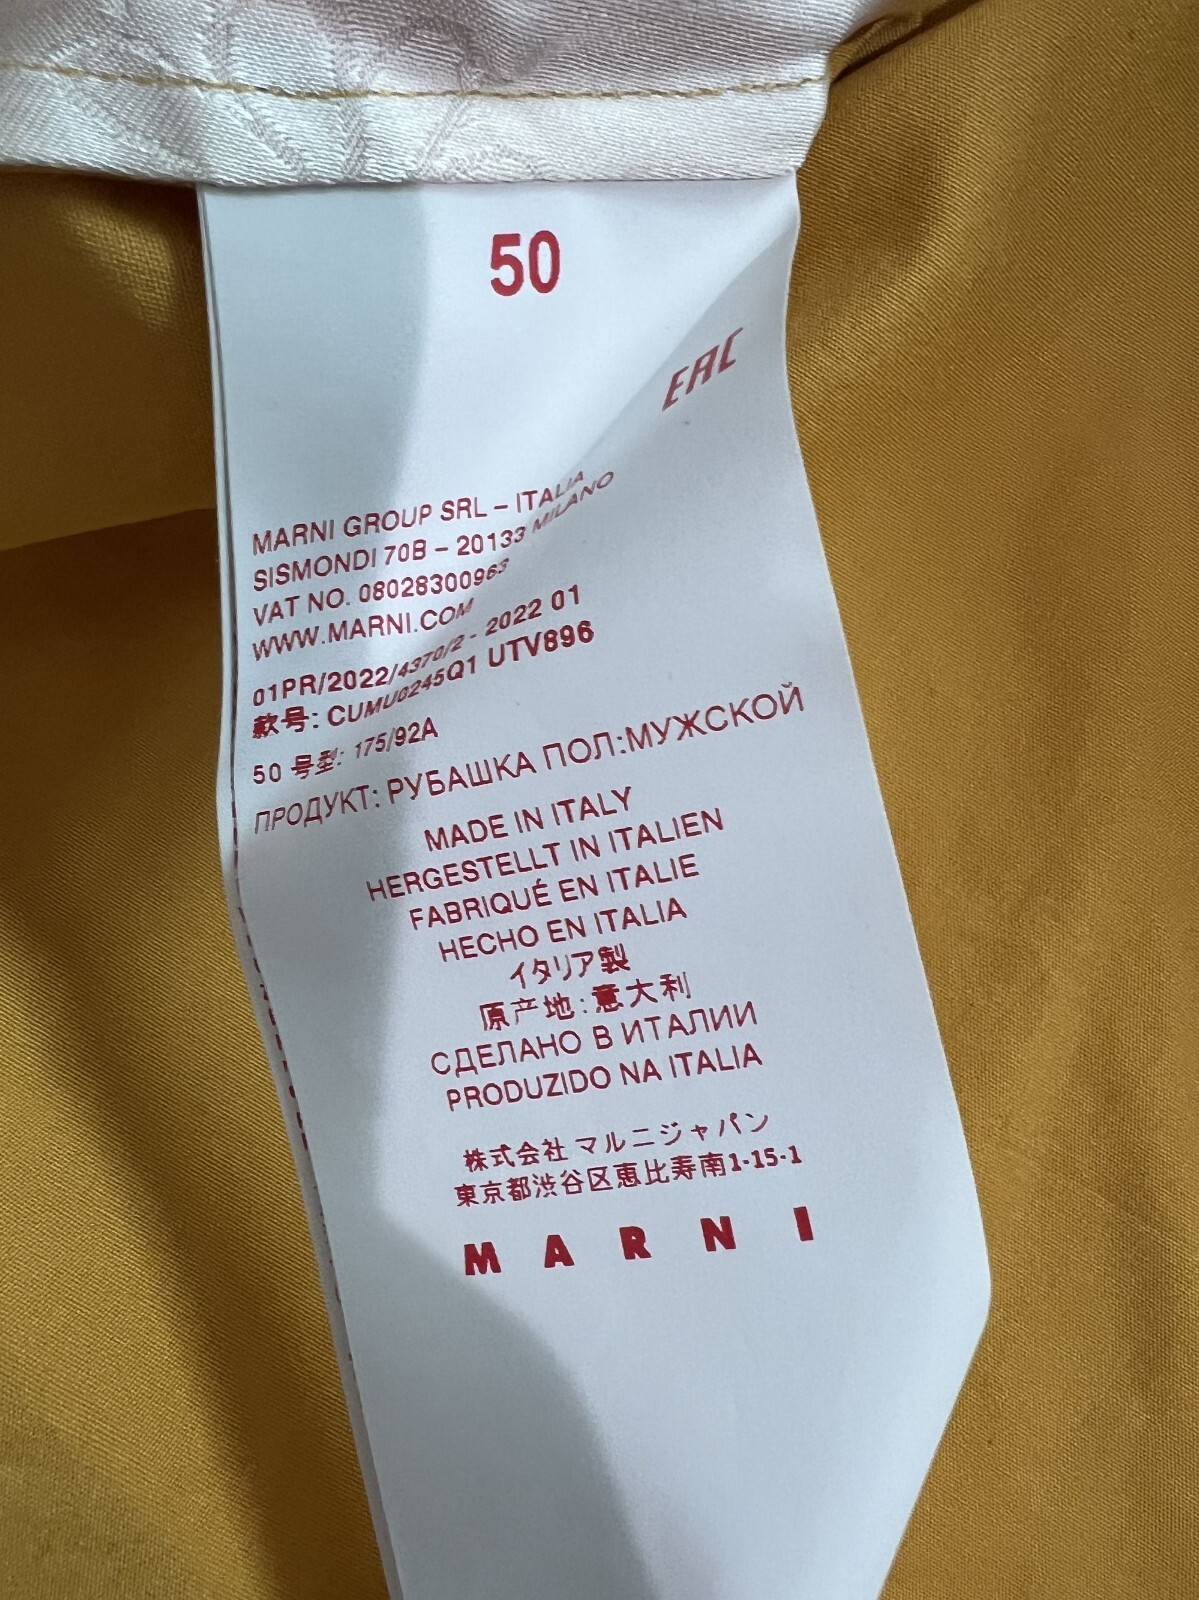 50
EAC
MARNI GROUP SRL – ITALIA
SISMONDI 70B – 20133 MILANO
VAT NO. 08028300963
WWW.MARNI.COM
01PR/2022/4370/2 - 2022 01
款号: CUMU0245Q1 UTV896
50 号型: 175/92A
ПРОДУКТ: РУБАШКА ПОЛ:МУЖСКОЙ
MADE IN ITALY
HERGESTELLT IN ITALIEN
FABRIQUÉ EN ITALIE
HECHO EN ITALIA
イタリア製
原产地:意大利
СДЕЛАНО В ИТАЛИИ
PRODUZIDO NA ITALIA
株式会社 マルニジャパン
東京都渋谷区恵比寿南1-15-1
MARNI